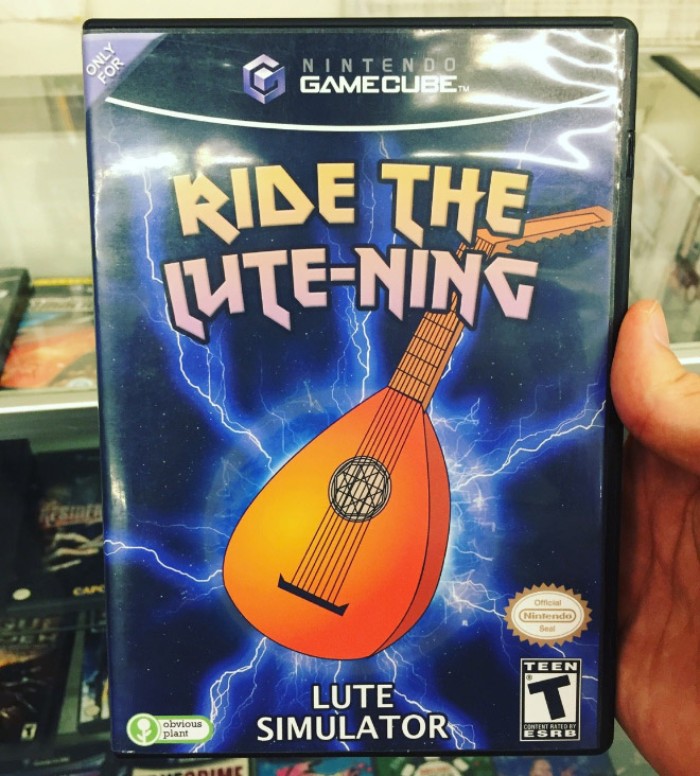 ONLY
FOR
NINTENDO
GAMECUBE™
RIDE THE
LUTE-NING
LUTE
SIMULATOR
Official
Nintendo
Seal
TEEN
T
CONTENT RATED BY
ESRB
obvious
plant